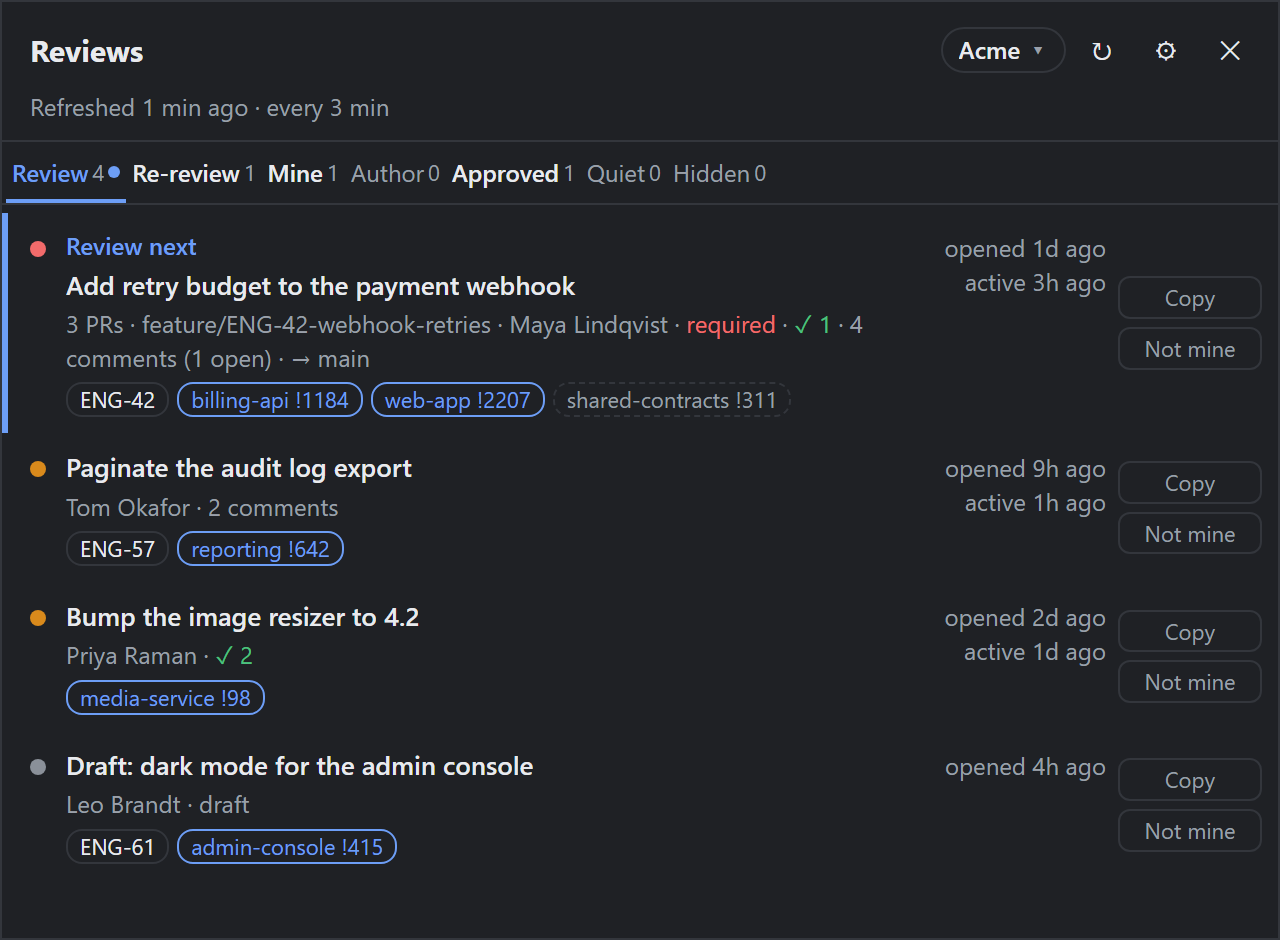 Reviews
Acme
Refreshed 1 min ago · every 3 min
Review 4 Re-review 1 Mine 1 Author 0 Approved 1 Quiet 0 Hidden 0
Review next
opened 1d ago
Add retry budget to the payment webhook
active 3h ago
Copy
3 PRs · feature/ENG-42-webhook-retries · Maya Lindqvist · required · ✓ 1 · 4
comments (1 open) · → main
Not mine
ENG-42 billing-api !1184 web-app !2207 shared-contracts !311
Paginate the audit log export
opened 9h ago
Copy
Tom Okafor · 2 comments
active 1h ago
Not mine
ENG-57 reporting !642
Bump the image resizer to 4.2
opened 2d ago
Copy
Priya Raman · ✓ 2
active 1d ago
Not mine
media-service !98
Draft: dark mode for the admin console
opened 4h ago
Copy
Leo Brandt · draft
Not mine
ENG-61 admin-console !415